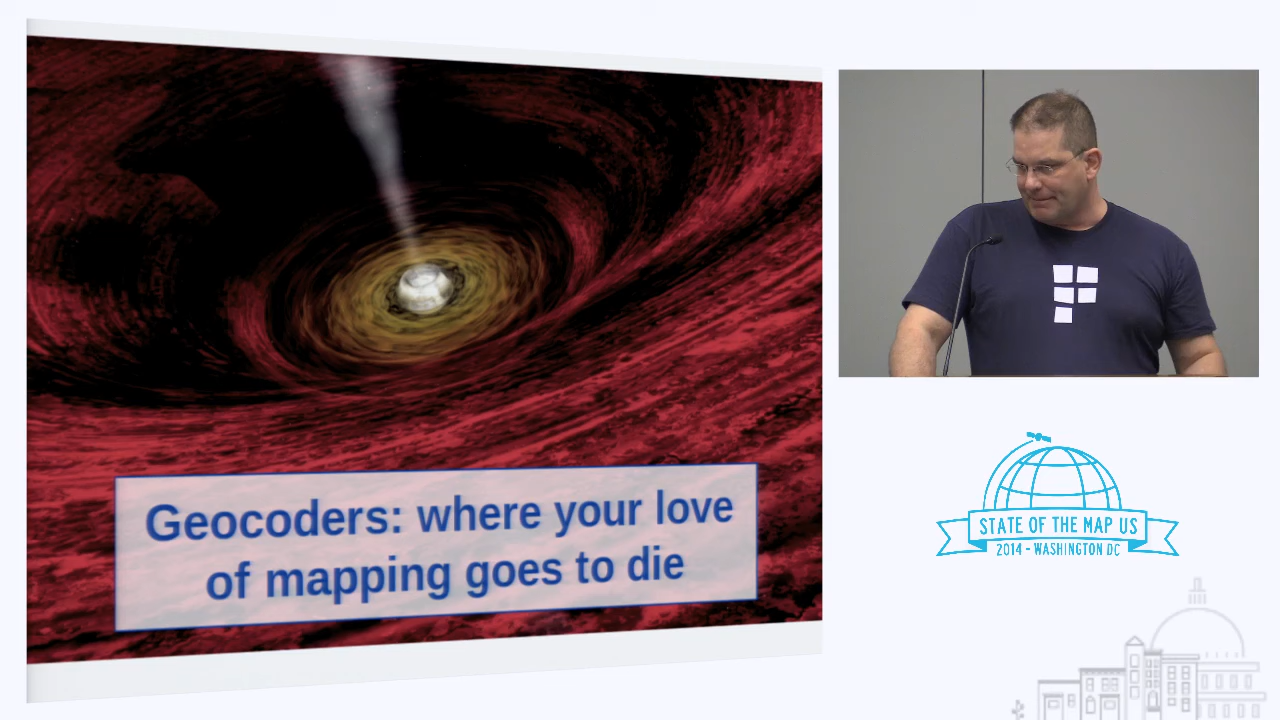 Geocoders: where your love
of mapping goes to die
STATE OF THE MAP US
2014 - WASHINGTON DC